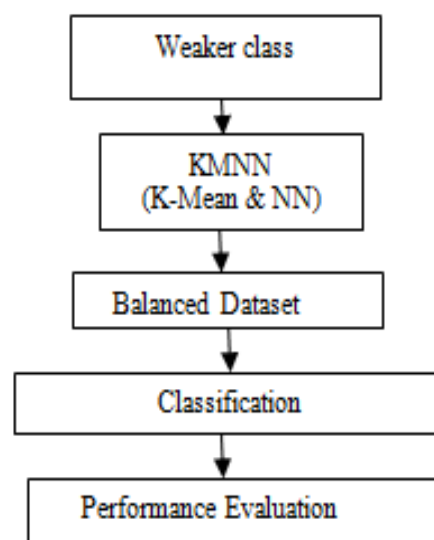 Weaker class
KMNN
(K-Mean & NN)
Balanced Dataset
Classification
Performance Evaluation